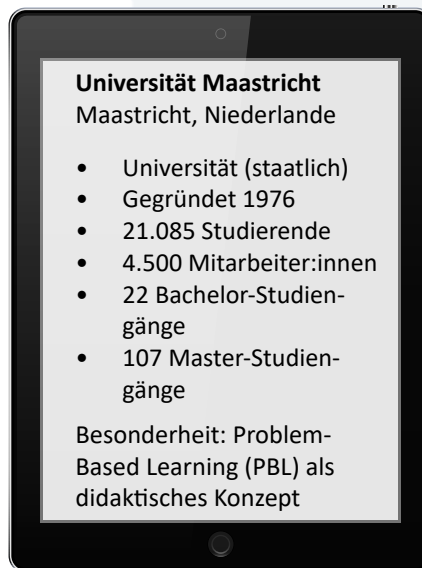 Universität Maastricht
Maastricht, Niederlande
• Universität (staatlich)
• Gegründet 1976
• 21.085 Studierende
• 4.500 Mitarbeiter:innen
• 22 Bachelor-Studien-
gänge
• 107 Master-Studien-
gänge
Besonderheit: Problem-
Based Learning (PBL) als
didaktisches Konzept